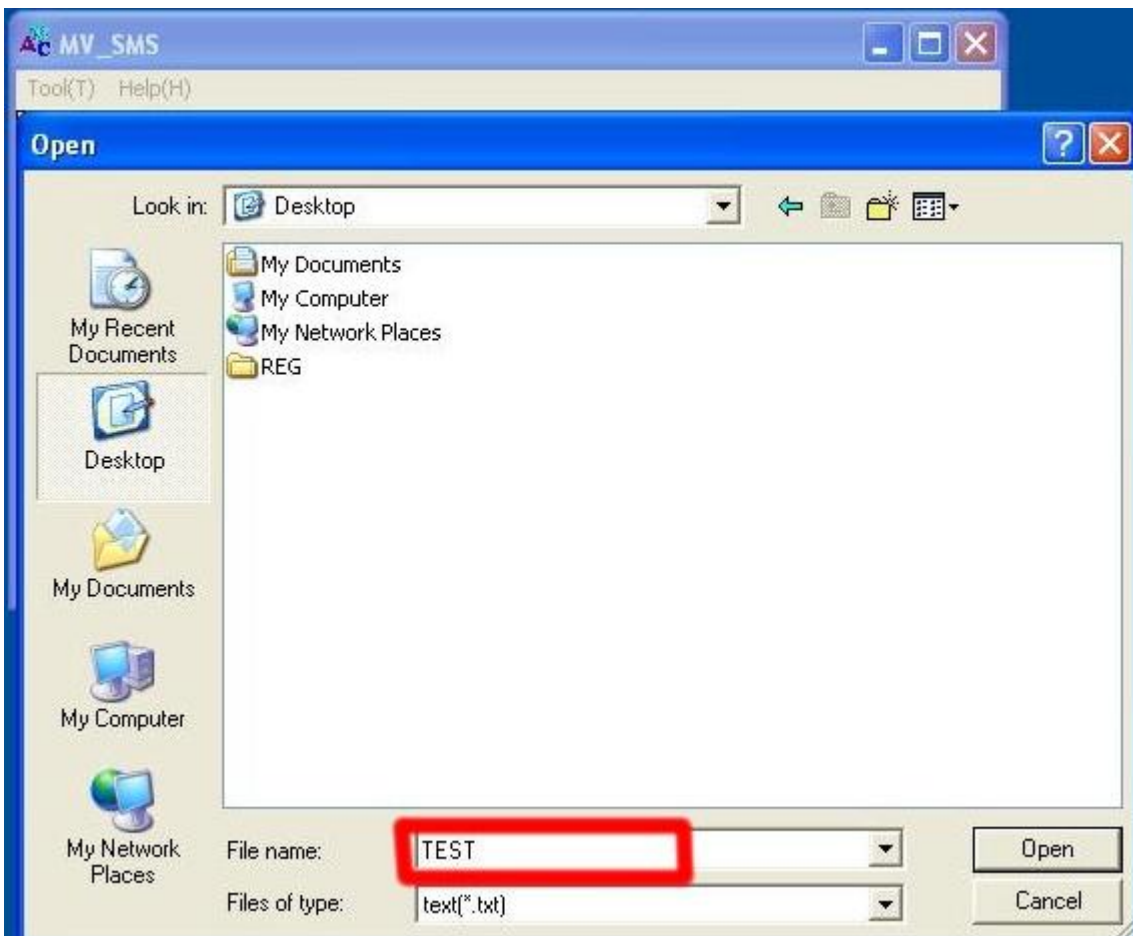 MV_SMS
Tool(T) Help(H)
Open
Look in: Desktop
My Documents
My Computer
My Network Places
REG
My Recent
Documents
Desktop
My Documents
My Computer
My Network
Places
File name: TEST Open
Files of type: text(*.txt) Cancel